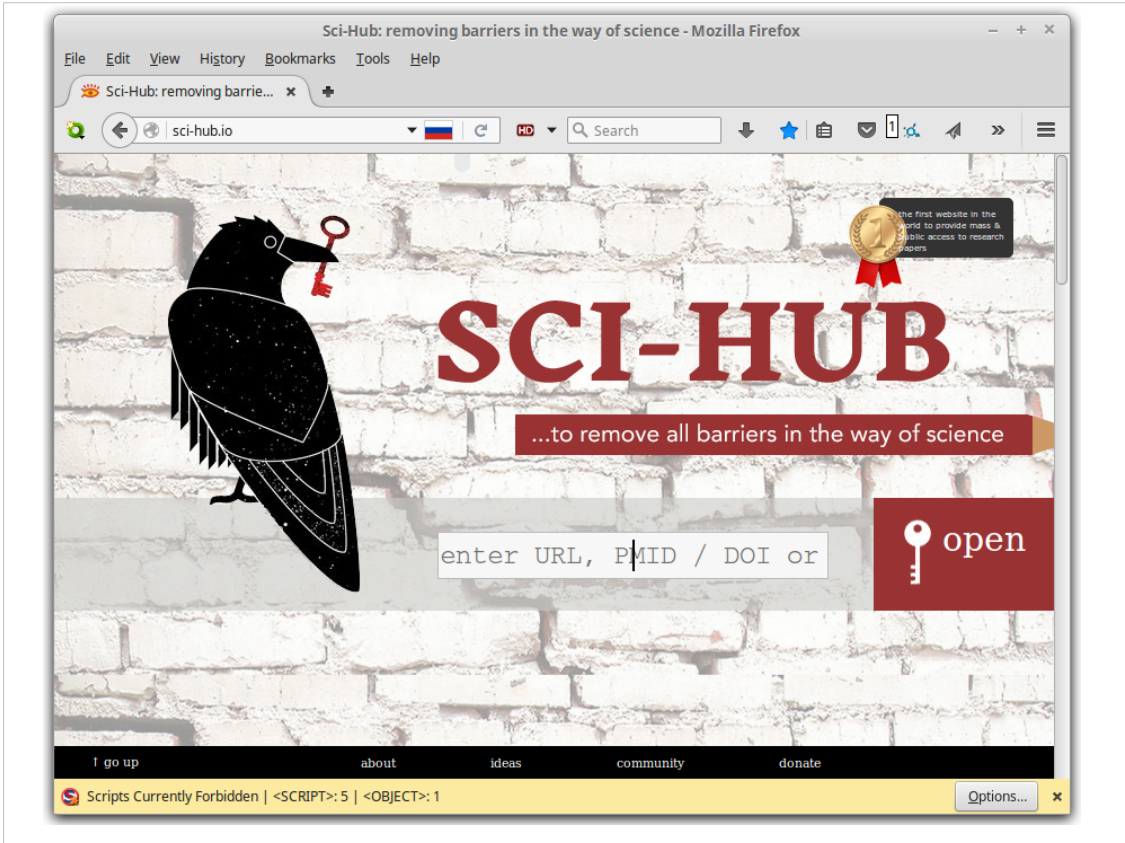 Sci-Hub: removing barriers in the way of science - Mozilla Firefox
File Edit View History Bookmarks Tools Help
Sci-Hub: removing barrie...
sci-hub.io
HD
Search
1
the first website in the
world to provide mass &
public access to research
papers
1
SCI-HUB
...to remove all barriers in the way of science
enter URL, PMID / DOI or
open
↑ go up about ideas community donate
Scripts Currently Forbidden | <SCRIPT>: 5 | <OBJECT>: 1
Options...